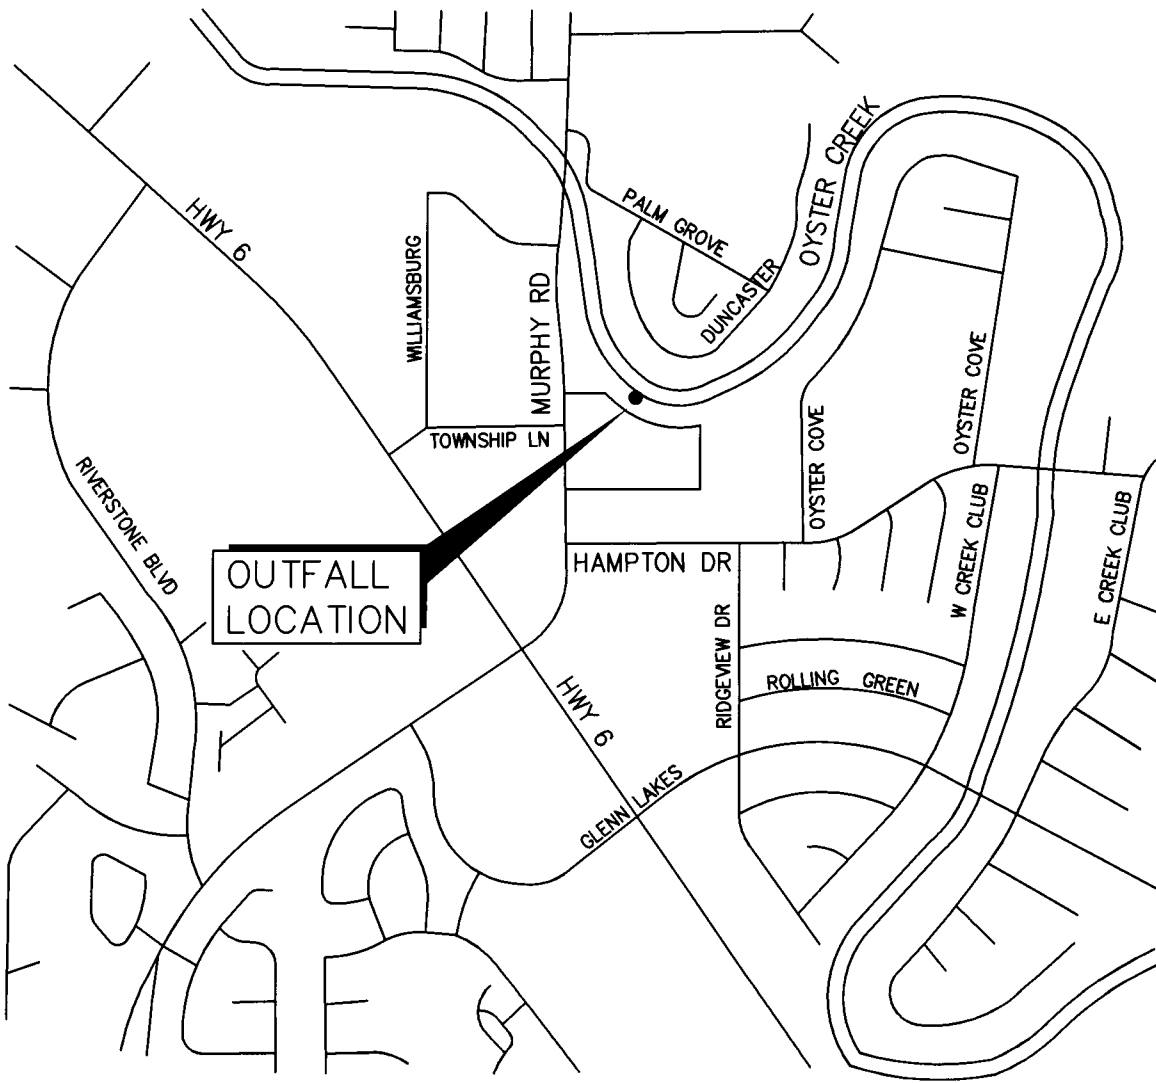 OYSTER CREEK
PALM GROVE
HWY 6
WILLIAMSBURG
MURPHY RD
DUNCASTER
OYSTER COVE
OYSTER COVE
TOWNSHIP LN
RIVERSTONE BLVD
W CREEK CLUB
E CREEK CLUB
HAMPTON DR
OUTFALL
LOCATION
RIDGEVIEW DR
ROLLING GREEN
HWY 6
GLENN LAKES